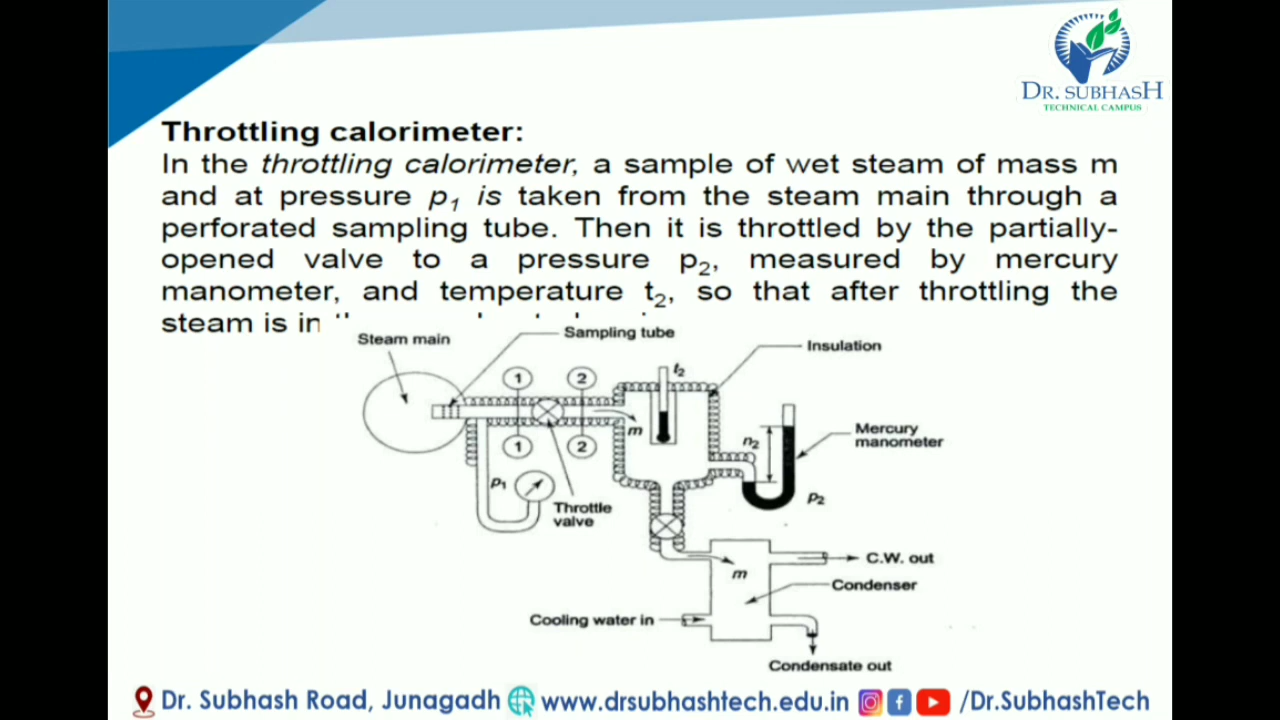 DR. SUBHASH
TECHNICAL CAMPUS
Throttling calorimeter:
In the throttling calorimeter, a sample of wet steam of mass m
and at pressure p1 is taken from the steam main through a
perforated sampling tube. Then it is throttled by the partially-
opened valve to a pressure p2, measured by mercury
manometer, and temperature t2, so that after throttling the
steam is in
Steam main
Sampling tube
Insulation
1
2
t2
m
Mercury
manometer
1
2
p1
p2
Throttle
valve
C.W. out
m
Condenser
Cooling water in
Condensate out
Dr. Subhash Road, Junagadh www.drsubhashtech.edu.in /Dr.SubhashTech